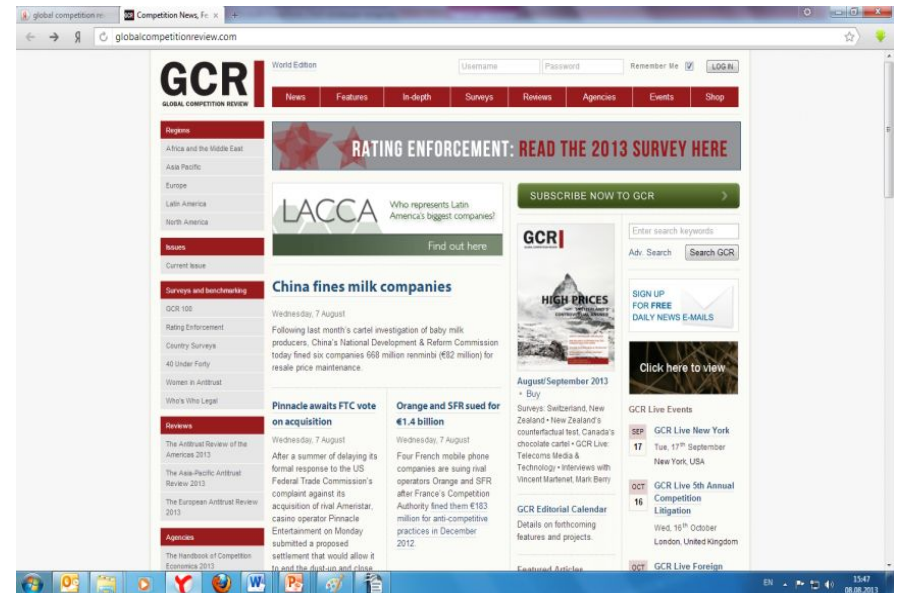 global competition re
Competition News, Fe
globalcompetitionreview.com
GCR
GLOBAL COMPETITION REVIEW
World Edition
Username
Password
Remember Me
LOG IN
News
Features
In-depth
Surveys
Reviews
Agencies
Events
Shop
Regions
Africa and the Middle East
Asia Pacific
Europe
Latin America
North America
Issues
Current Issue
Surveys and benchmarking
GCR 100
Rating Enforcement
Country Surveys
40 Under Forty
Women in Antitrust
Who's Who Legal
Reviews
The Antitrust Review of the
Americas 2013
The Asia-Pacific Antitrust
Review 2013
The European Antitrust Review
2013
Agencies
The Handbook of Competition
Economics 2013
RATING ENFORCEMENT: READ THE 2013 SURVEY HERE
LACCA
Who represents Latin
America's biggest companies?
Find out here
China fines milk companies
Wednesday, 7 August
Following last month's cartel investigation of baby milk
producers, China's National Development & Reform Commission
today fined six companies 668 million renminbi (€82 million) for
resale price maintenance.
Pinnacle awaits FTC vote
on acquisition
Wednesday, 7 August
After a summer of delaying its
formal response to the US
Federal Trade Commission's
complaint against its
acquisition of rival Ameristar,
casino operator Pinnacle
Entertainment on Monday
submitted a proposed
settlement that would allow it
to end the dust-up and close
Orange and SFR sued for
€1.4 billion
Wednesday, 7 August
Four French mobile phone
companies are suing rival
operators Orange and SFR
after France's Competition
Authority fined them €183
million for anti-competitive
practices in December
2012.
SUBSCRIBE NOW TO GCR
GCR
HIGH PRICES
August/September 2013
• Buy
Surveys: Switzerland, New
Zealand • New Zealand's
counterfactual test, Canada's
chocolate cartel • GCR Live:
Telecoms Media &
Technology • Interviews with
Vincent Martenet, Mark Berry
GCR Editorial Calendar
Details on forthcoming
features and projects.
Featured Articles
Enter search keywords
Adv. Search
Search GCR
SIGN UP
FOR FREE
DAILY NEWS E-MAILS
Click here to view
GCR Live Events
SEP
17
GCR Live New York
Tue, 17th September
New York, USA
OCT
16
GCR Live 5th Annual
Competition
Litigation
Wed, 16th October
London, United Kingdom
OCT
GCR Live Foreign
EN
15:47
08.08.2013